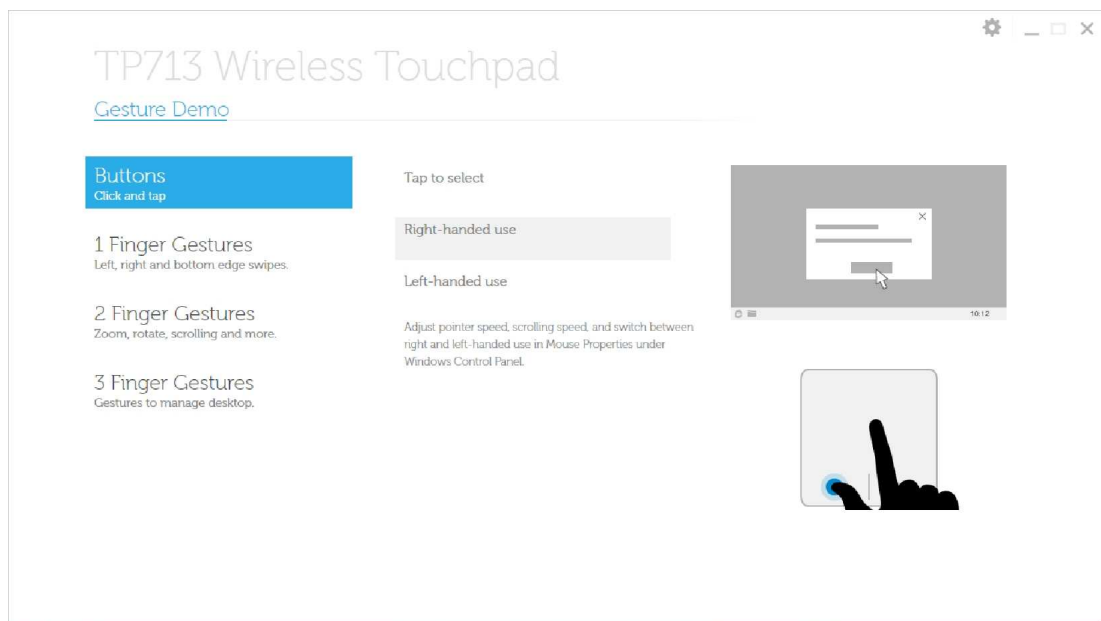 TP713 Wireless Touchpad
Gesture Demo
Buttons
Click and tap
1 Finger Gestures
Left, right and bottom edge swipes.
2 Finger Gestures
Zoom, rotate, scrolling and more.
3 Finger Gestures
Gestures to manage desktop.
Tap to select
Right-handed use
Left-handed use
Adjust pointer speed, scrolling speed, and switch between
right and left-handed use in Mouse Properties under
Windows Control Panel.
10:12